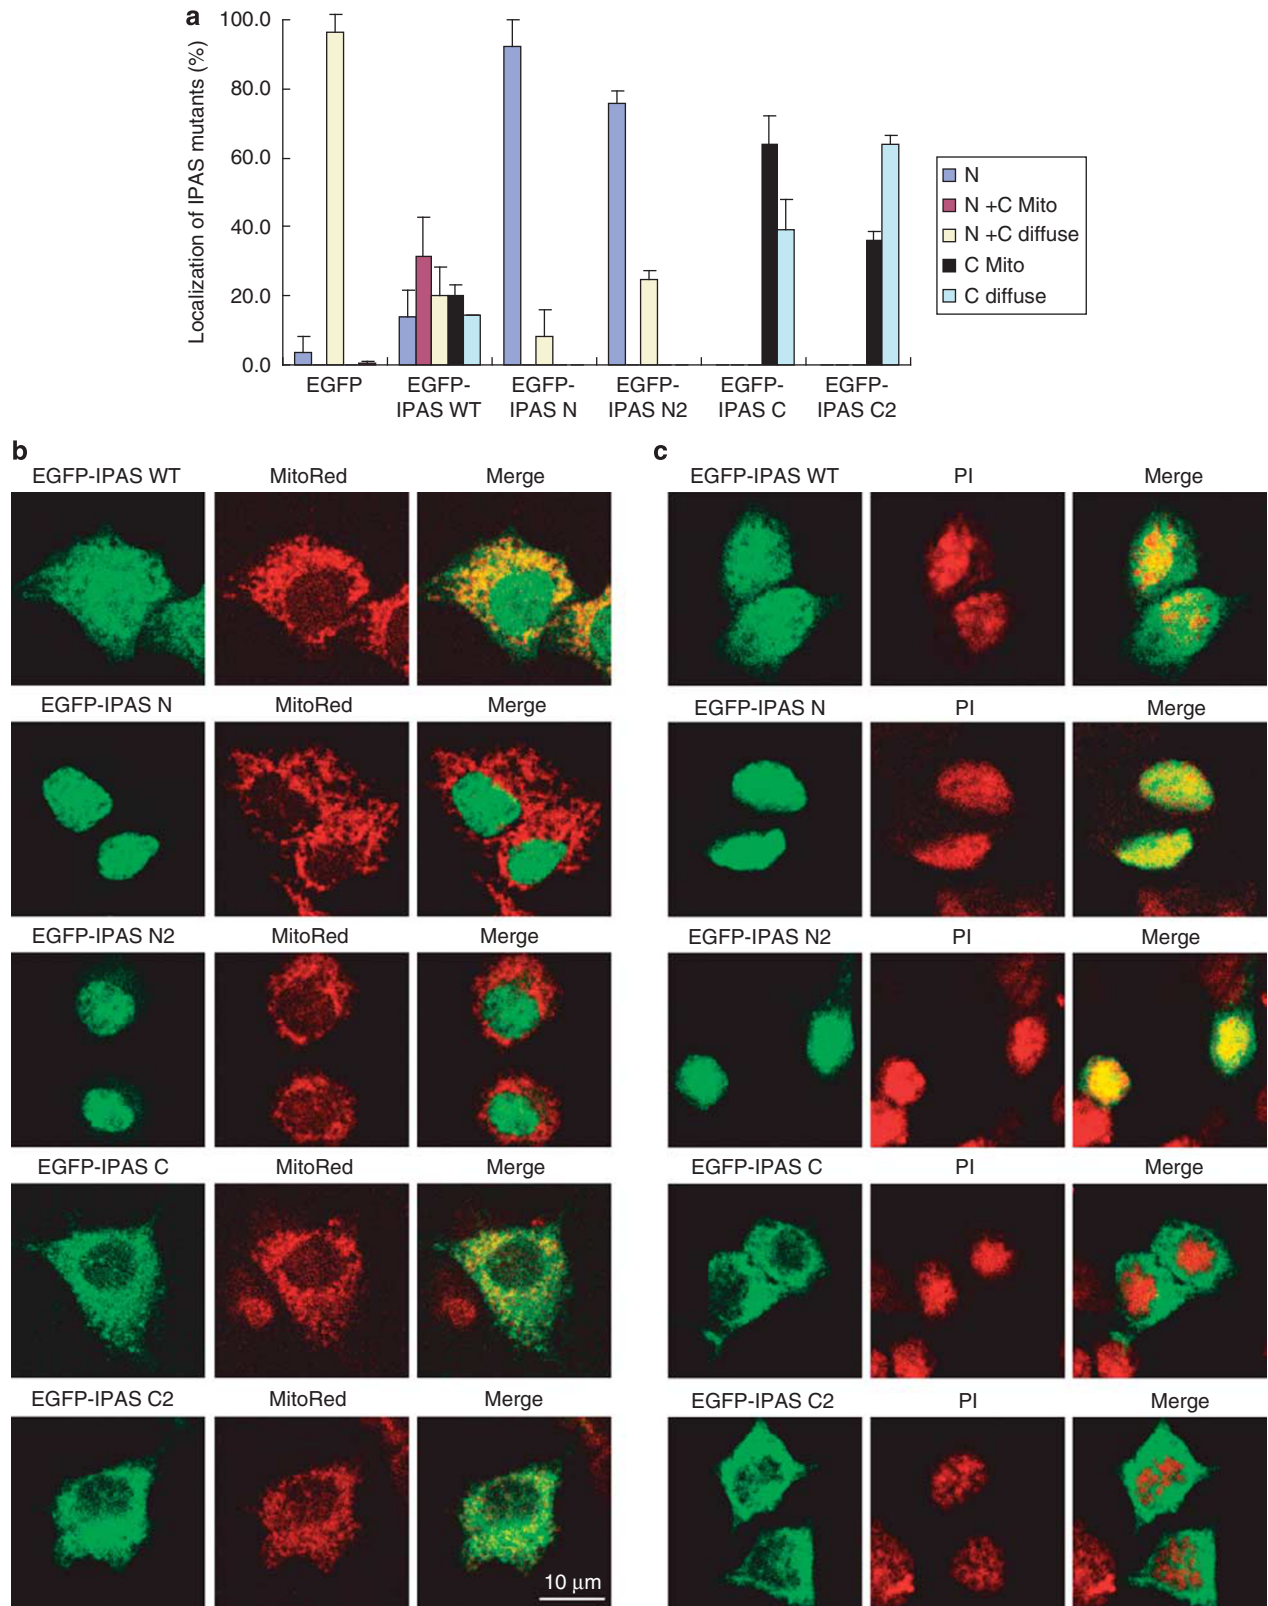 a
Localization of IPAS mutants (%)
100.0
80.0
60.0
40.0
20.0
0.0
EGFP
EGFP-
IPAS WT
EGFP-
IPAS N
EGFP-
IPAS N2
EGFP-
IPAS C
EGFP-
IPAS C2
N
N +C Mito
N +C diffuse
C Mito
C diffuse
b
EGFP-IPAS WT MitoRed Merge
EGFP-IPAS N MitoRed Merge
EGFP-IPAS N2 MitoRed Merge
EGFP-IPAS C MitoRed Merge
EGFP-IPAS C2 MitoRed Merge
10 μm
c
EGFP-IPAS WT PI Merge
EGFP-IPAS N PI Merge
EGFP-IPAS N2 PI Merge
EGFP-IPAS C PI Merge
EGFP-IPAS C2 PI Merge